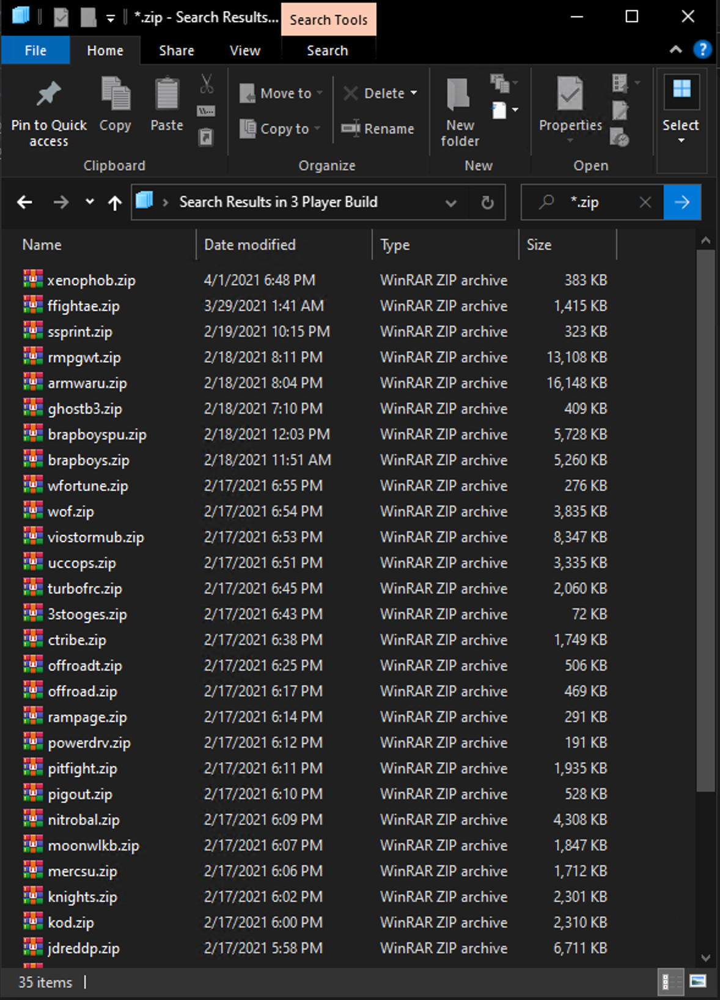 *.zip - Search Results...
Search Tools
File Home Share View Search
Pin to Quick access
Copy
Paste
Move to
Copy to
Delete
Rename
New folder
Properties
Select
Clipboard Organize New Open
Search Results in 3 Player Build
*.zip
Name Date modified Type Size
xenophob.zip 4/1/2021 6:48 PM WinRAR ZIP archive 383 KB
ffightae.zip 3/29/2021 1:41 AM WinRAR ZIP archive 1,415 KB
ssprint.zip 2/19/2021 10:15 PM WinRAR ZIP archive 323 KB
rmpgwt.zip 2/18/2021 8:11 PM WinRAR ZIP archive 13,108 KB
armwaru.zip 2/18/2021 8:04 PM WinRAR ZIP archive 16,148 KB
ghostb3.zip 2/18/2021 7:10 PM WinRAR ZIP archive 409 KB
brapboyspu.zip 2/18/2021 12:03 PM WinRAR ZIP archive 5,728 KB
brapboys.zip 2/18/2021 11:51 AM WinRAR ZIP archive 5,260 KB
wfortune.zip 2/17/2021 6:55 PM WinRAR ZIP archive 276 KB
wof.zip 2/17/2021 6:54 PM WinRAR ZIP archive 3,835 KB
viostormub.zip 2/17/2021 6:53 PM WinRAR ZIP archive 8,347 KB
uccops.zip 2/17/2021 6:51 PM WinRAR ZIP archive 3,335 KB
turbofrc.zip 2/17/2021 6:45 PM WinRAR ZIP archive 2,060 KB
3stooges.zip 2/17/2021 6:43 PM WinRAR ZIP archive 72 KB
ctribe.zip 2/17/2021 6:38 PM WinRAR ZIP archive 1,749 KB
offroadt.zip 2/17/2021 6:25 PM WinRAR ZIP archive 506 KB
offroad.zip 2/17/2021 6:17 PM WinRAR ZIP archive 469 KB
rampage.zip 2/17/2021 6:14 PM WinRAR ZIP archive 291 KB
powerdrv.zip 2/17/2021 6:12 PM WinRAR ZIP archive 191 KB
pitfight.zip 2/17/2021 6:11 PM WinRAR ZIP archive 1,935 KB
pigout.zip 2/17/2021 6:10 PM WinRAR ZIP archive 528 KB
nitrobal.zip 2/17/2021 6:09 PM WinRAR ZIP archive 4,308 KB
moonwlkb.zip 2/17/2021 6:07 PM WinRAR ZIP archive 1,847 KB
mercsu.zip 2/17/2021 6:06 PM WinRAR ZIP archive 1,712 KB
knights.zip 2/17/2021 6:02 PM WinRAR ZIP archive 2,301 KB
kod.zip 2/17/2021 6:00 PM WinRAR ZIP archive 2,310 KB
jdreddp.zip 2/17/2021 5:58 PM WinRAR ZIP archive 6,711 KB
35 items